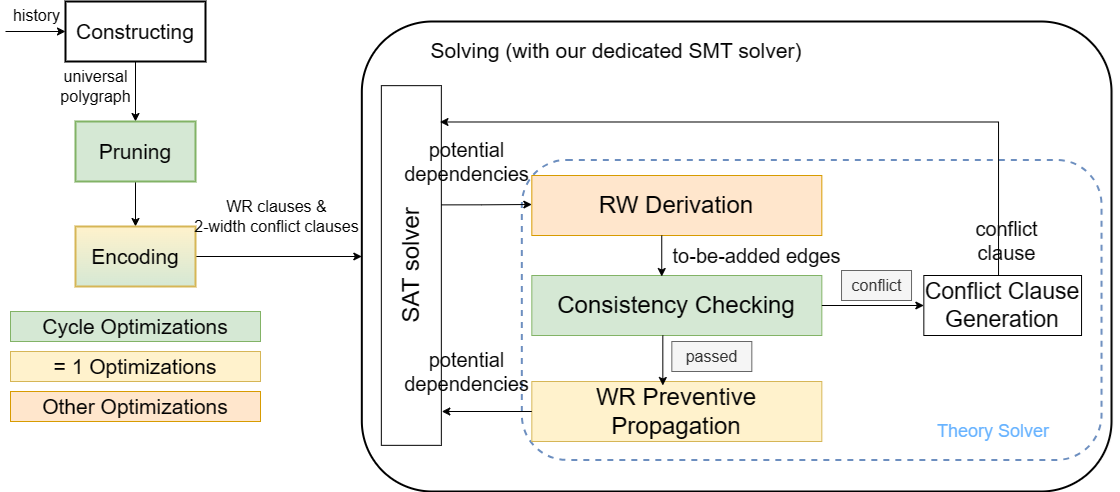 history
Constructing
universal
polygraph
Pruning
Encoding
WR clauses &
2-width conflict clauses
Cycle Optimizations
= 1 Optimizations
Other Optimizations
Solving (with our dedicated SMT solver)
SAT solver
potential
dependencies
RW Derivation
to-be-added edges
Consistency Checking
conflict
conflict
clause
Conflict Clause
Generation
passed
potential
dependencies
WR Preventive
Propagation
Theory Solver